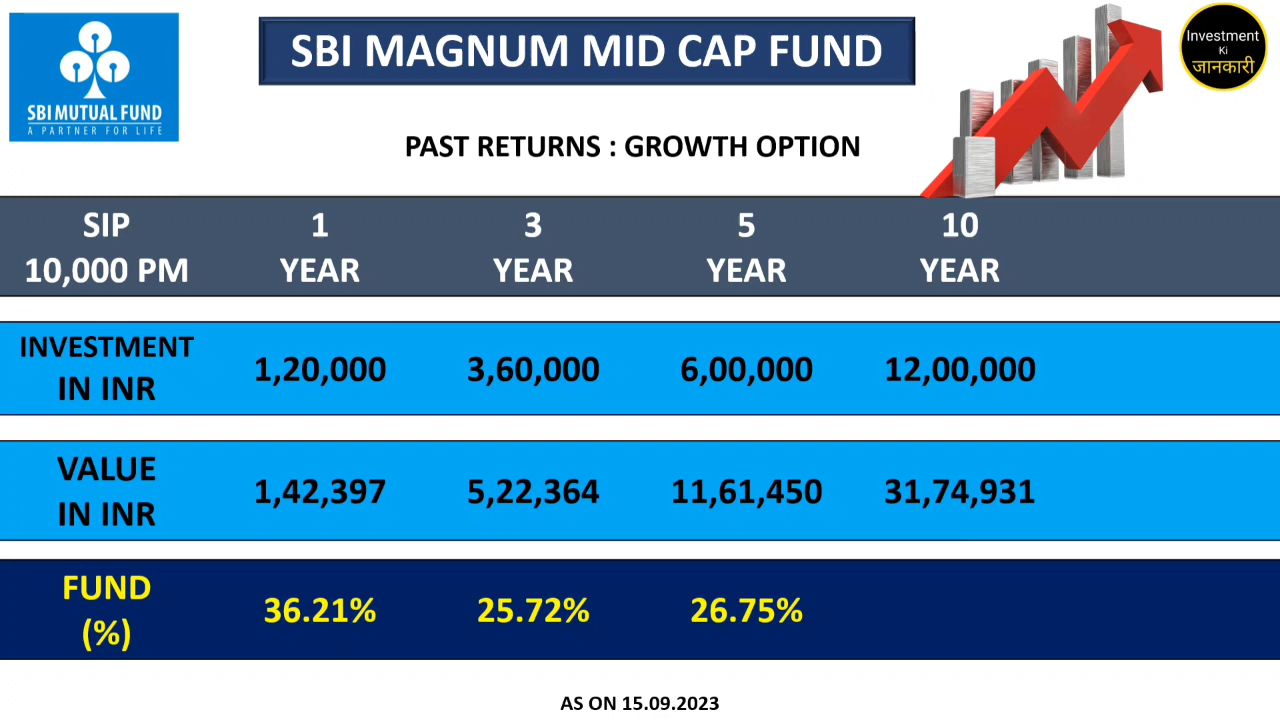 SBI MUTUAL FUND
A PARTNER FOR LIFE
SBI MAGNUM MID CAP FUND
Investment
Ki
जानकारी
PAST RETURNS : GROWTH OPTION
SIP 1 3 5 10
10,000 PM YEAR YEAR YEAR YEAR
INVESTMENT
IN INR
1,20,000 3,60,000 6,00,000 12,00,000
VALUE
IN INR
1,42,397 5,22,364 11,61,450 31,74,931
FUND
(%)
36.21% 25.72% 26.75%
AS ON 15.09.2023